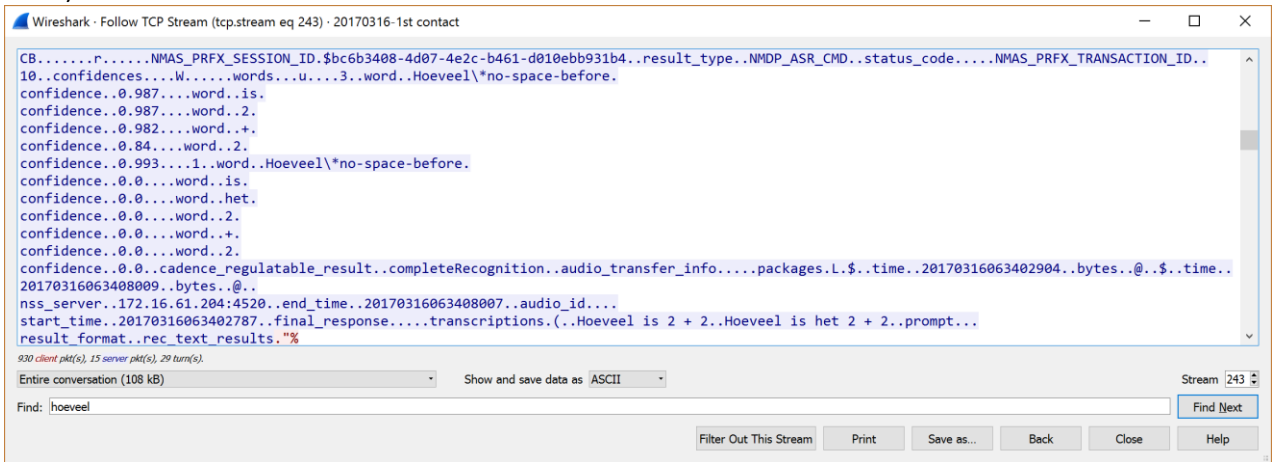 Wireshark · Follow TCP Stream (tcp.stream eq 243) · 20170316-1st contact
CB.......r......NMAS_PRFX_SESSION_ID.$bc6b3408-4d07-4e2c-b461-d010ebb931b4..result_type..NMDP_ASR_CMD..status_code.....NMAS_PRFX_TRANSACTION_ID..
10..confidences....W......words...u....3..word..Hoeveel\*no-space-before.
confidence..0.987....word..is.
confidence..0.987....word..2.
confidence..0.982....word..+.
confidence..0.84....word..2.
confidence..0.993....1..word..Hoeveel\*no-space-before.
confidence..0.0....word..is.
confidence..0.0....word..het.
confidence..0.0....word..2.
confidence..0.0....word..+.
confidence..0.0....word..2.
confidence..0.0..cadence_regulatable_result..completeRecognition..audio_transfer_info.....packages.L.$..time..20170316063402904..bytes..@..$..time..
20170316063408009..bytes..@..
nss_server..172.16.61.204:4520..end_time..20170316063408007..audio_id....
start_time..20170316063402787..final_response.....transcriptions.(..Hoeveel is 2 + 2..Hoeveel is het 2 + 2..prompt...
result_format..rec_text_results."%
930 client pkt(s), 15 server pkt(s), 29 turn(s).
Entire conversation (108 kB) Show and save data as ASCII Stream 243
Find: hoeveel Find Next
Filter Out This Stream Print Save as... Back Close Help